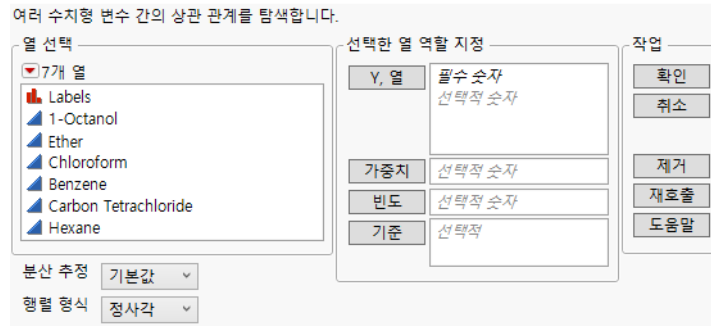 여러 수치형 변수 간의 상관 관계를 탐색합니다.
열 선택
7개 열
Labels
1-Octanol
Ether
Chloroform
Benzene
Carbon Tetrachloride
Hexane
분산 추정 기본값
행렬 형식 정사각
선택한 열 역할 지정
Y, 열 필수 숫자
선택적 숫자
가중치 선택적 숫자
빈도 선택적 숫자
기준 선택적
작업
확인
취소
제거
재호출
도움말